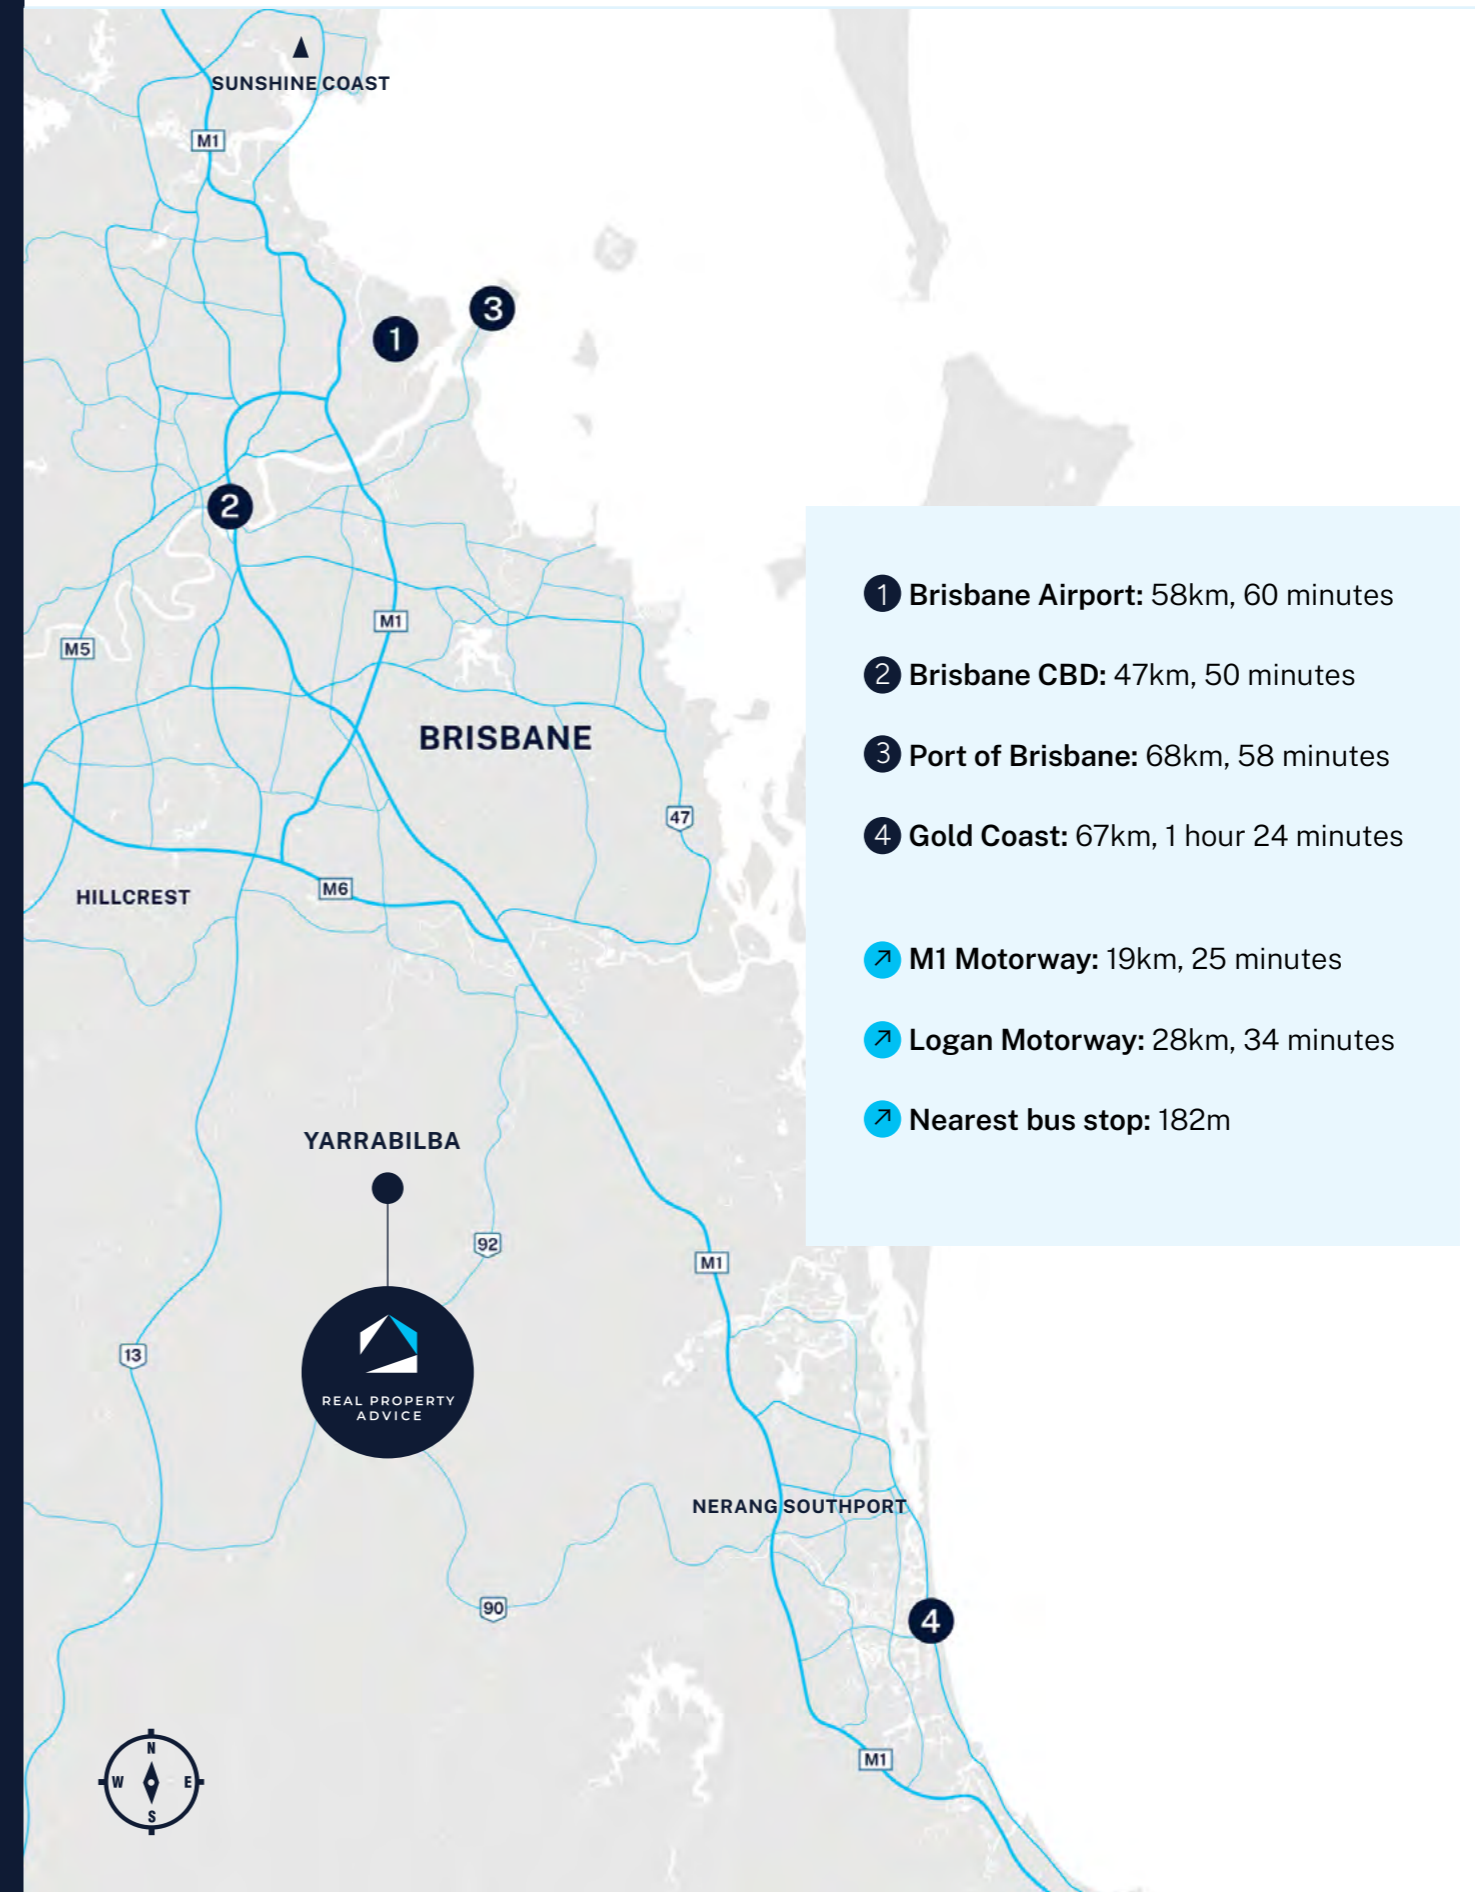 SUNSHINE COAST
M1
3
1
2
M1
M5
BRISBANE
47
HILLCREST
M6
YARRABILBA
92
M1
13
REAL PROPERTY
ADVICE
NERANG SOUTHPORT
90
4
M1
N
W E
S
1 Brisbane Airport: 58km, 60 minutes
2 Brisbane CBD: 47km, 50 minutes
3 Port of Brisbane: 68km, 58 minutes
4 Gold Coast: 67km, 1 hour 24 minutes
M1 Motorway: 19km, 25 minutes
Logan Motorway: 28km, 34 minutes
Nearest bus stop: 182m